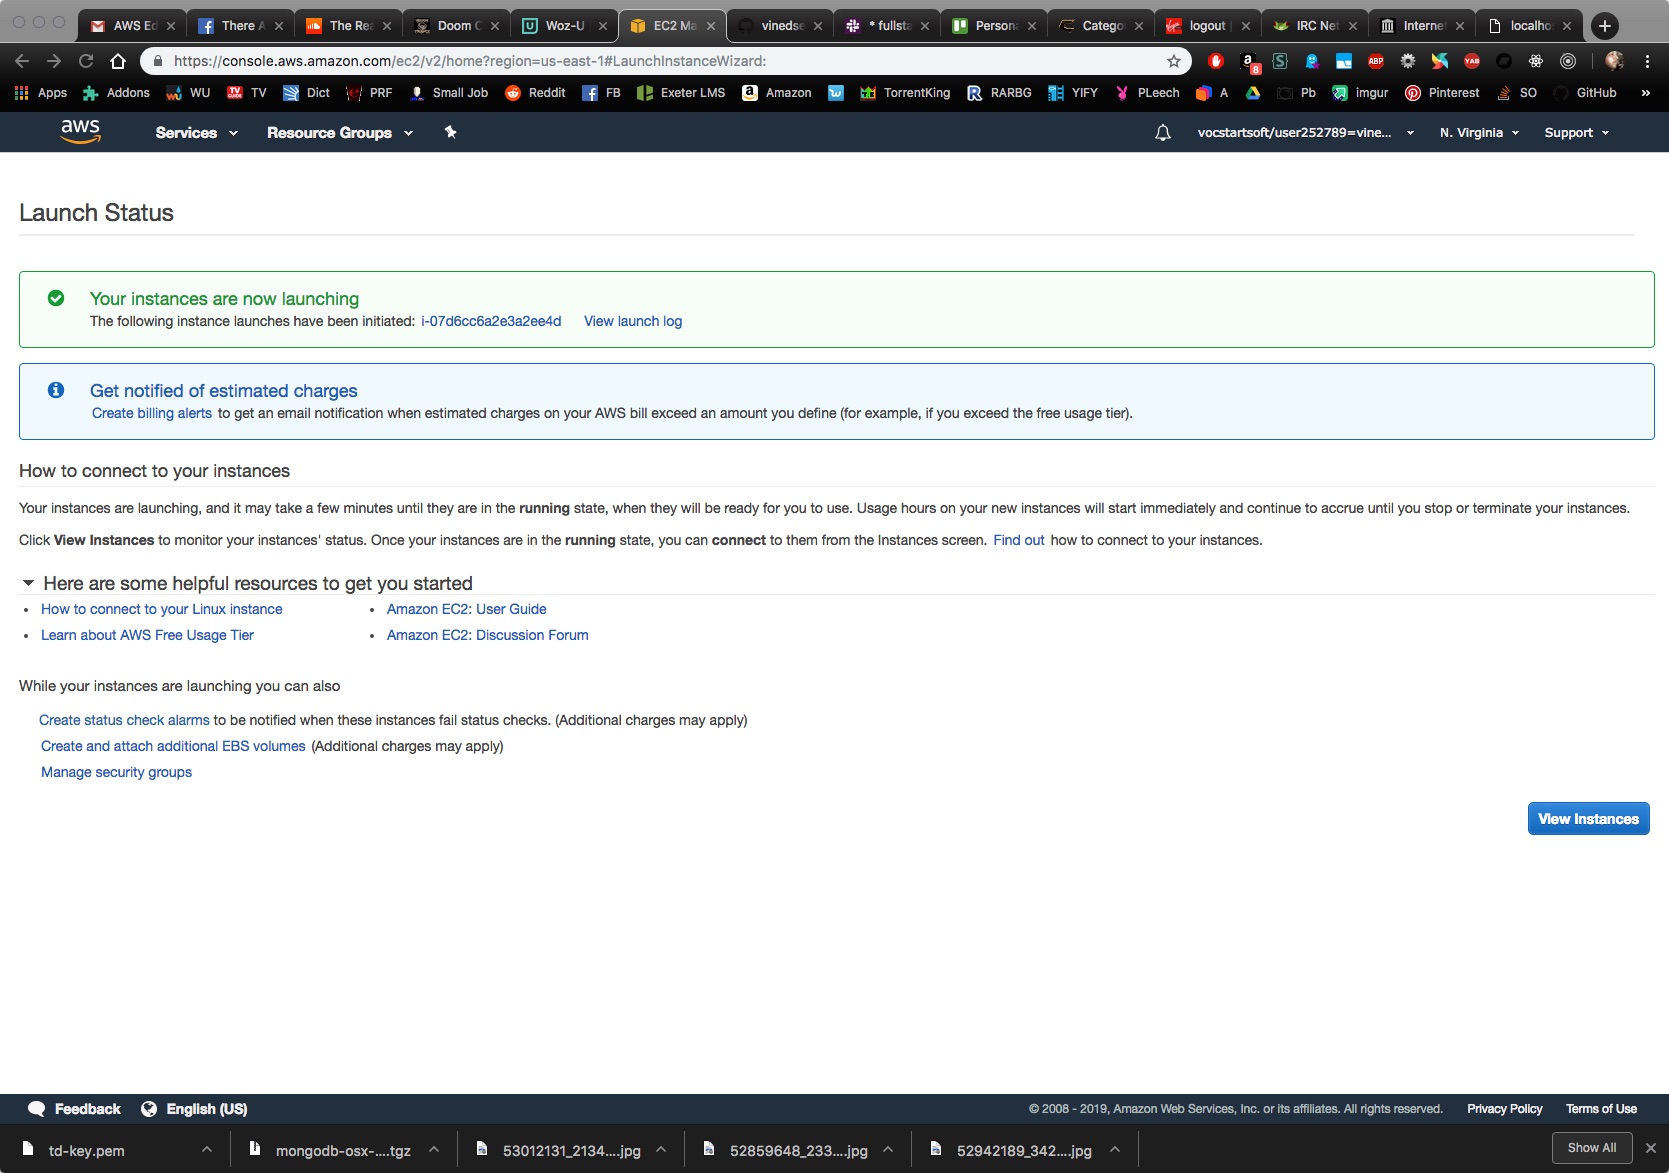 AWS Ed
There A
The Rea
Doom C
Woz-U
EC2 Ma
vinedse
* fullsta
Persona
Catego
logout
IRC Net
Internet
localho
https://console.aws.amazon.com/ec2/v2/home?region=us-east-1#LaunchInstanceWizard:
8
ABP
YAB
Apps Addons WU TV Dict PRF Small Job Reddit FB Exeter LMS Amazon TorrentKing RARBG YIFY PLeech A Pb imgur Pinterest SO GitHub »
aws Services Resource Groups vocstartsoft/user252789=vine... N. Virginia Support
Launch Status
Your instances are now launching
The following instance launches have been initiated: i-07d6cc6a2e3a2ee4d View launch log
Get notified of estimated charges
Create billing alerts to get an email notification when estimated charges on your AWS bill exceed an amount you define (for example, if you exceed the free usage tier).
How to connect to your instances
Your instances are launching, and it may take a few minutes until they are in the running state, when they will be ready for you to use. Usage hours on your new instances will start immediately and continue to accrue until you stop or terminate your instances.
Click View Instances to monitor your instances' status. Once your instances are in the running state, you can connect to them from the Instances screen. Find out how to connect to your instances.
Here are some helpful resources to get you started
• How to connect to your Linux instance • Amazon EC2: User Guide
• Learn about AWS Free Usage Tier • Amazon EC2: Discussion Forum
While your instances are launching you can also
Create status check alarms to be notified when these instances fail status checks. (Additional charges may apply)
Create and attach additional EBS volumes (Additional charges may apply)
Manage security groups
View Instances
Feedback English (US) © 2008 - 2019, Amazon Web Services, Inc. or its affiliates. All rights reserved. Privacy Policy Terms of Use
td-key.pem mongodb-osx-....tgz 53012131_2134....jpg 52859648_233....jpg 52942189_342....jpg Show All